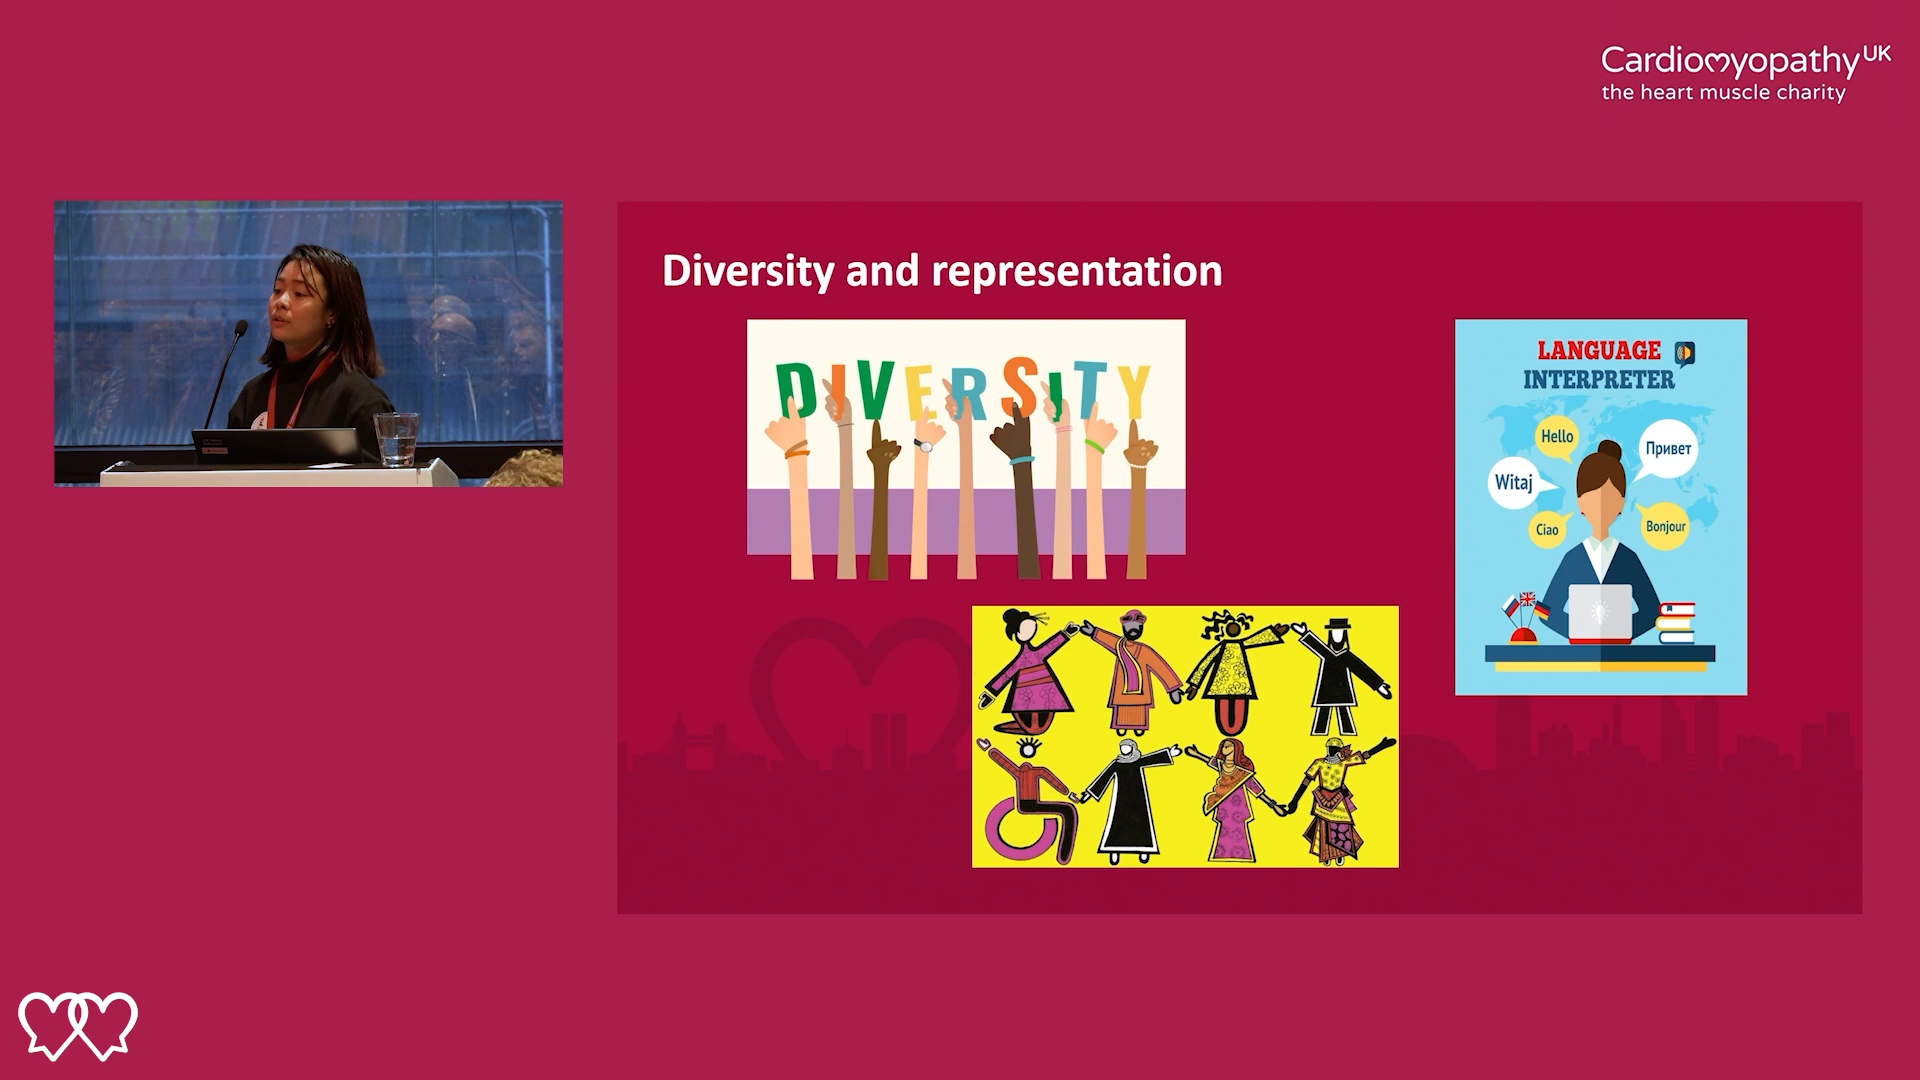 Cardiomyopathy UK
the heart muscle charity
Diversity and representation
DIVERSITY
LANGUAGE
INTERPRETER
Hello
Привет
Witaj
Ciao
Bonjour